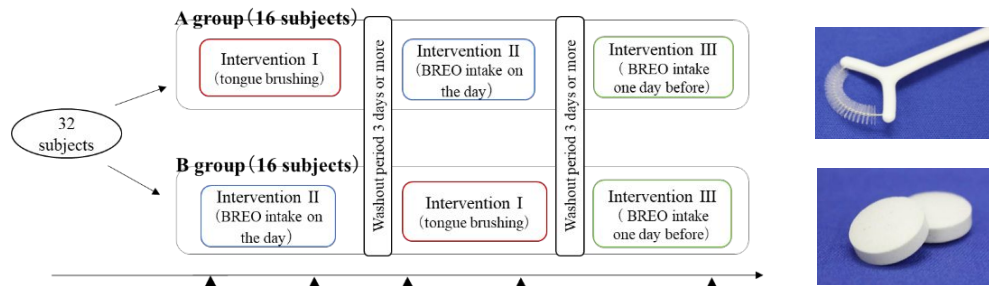 A group(16 subjects)
Intervention Ⅰ
(tongue brushing)
Washout period 3 days or more
Intervention Ⅱ
(BREO intake on
the day)
Washout period 3 days or more
Intervention Ⅲ
( BREO intake
one day before)
32
subjects
B group(16 subjects)
Intervention Ⅱ
(BREO intake on
the day)
Intervention Ⅰ
(tongue brushing)
Intervention Ⅲ
( BREO intake
one day before)